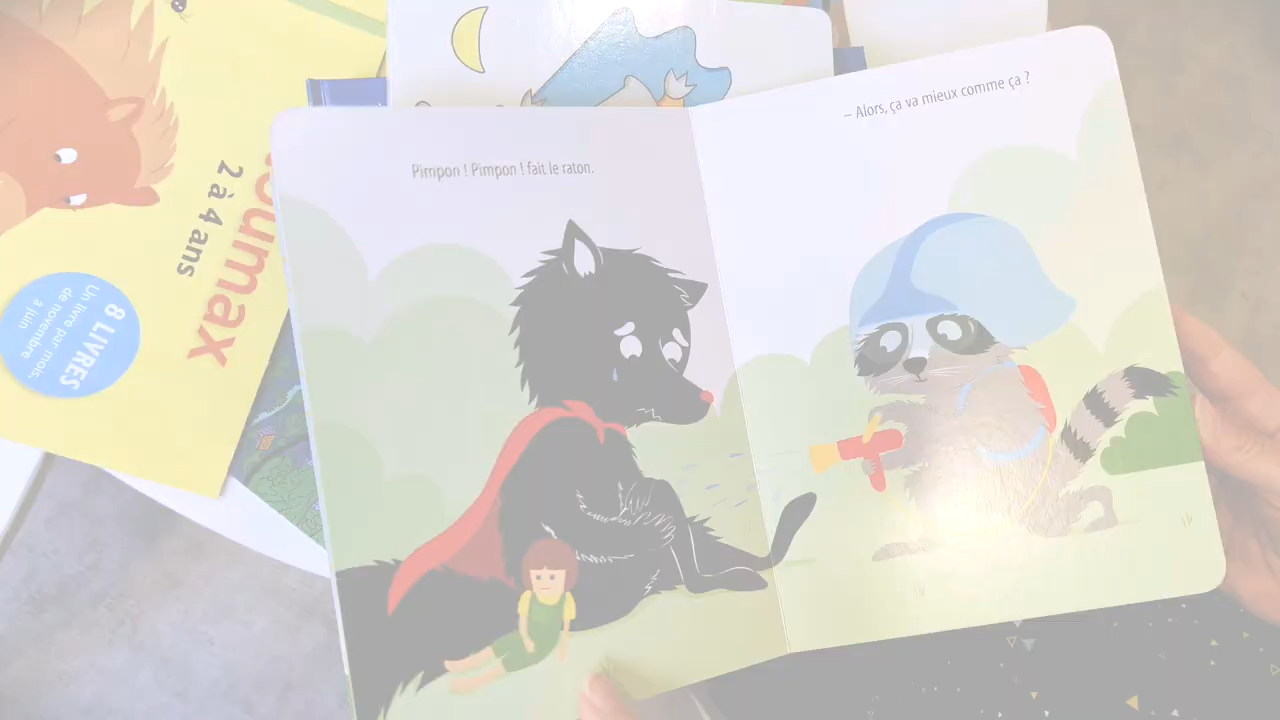 Pimpon ! Pimpon ! fait le raton.
– Alors, ça va mieux comme ça ?
oumax
2 à 4 ans
8 LIVRES
Un livre par mois,
de novembre
à juin